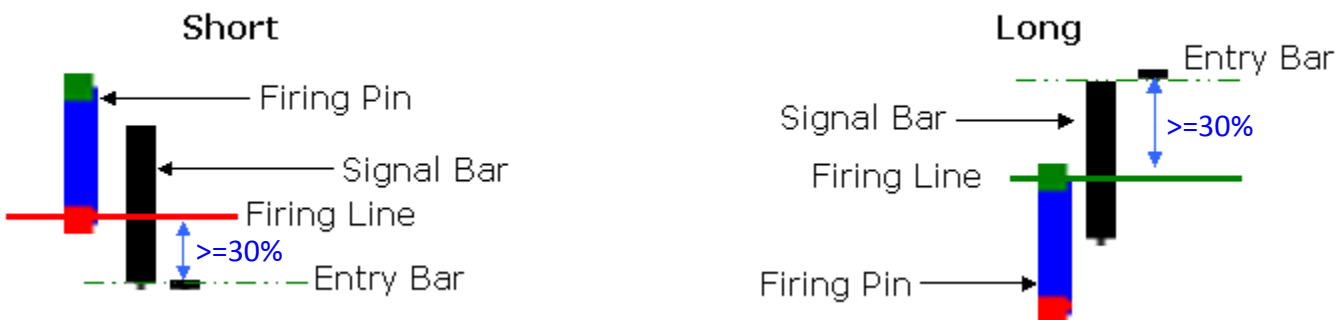 Short
Firing Pin
Signal Bar
Firing Line
>=30%
Entry Bar
Long
Entry Bar
Signal Bar
>=30%
Firing Line
Firing Pin